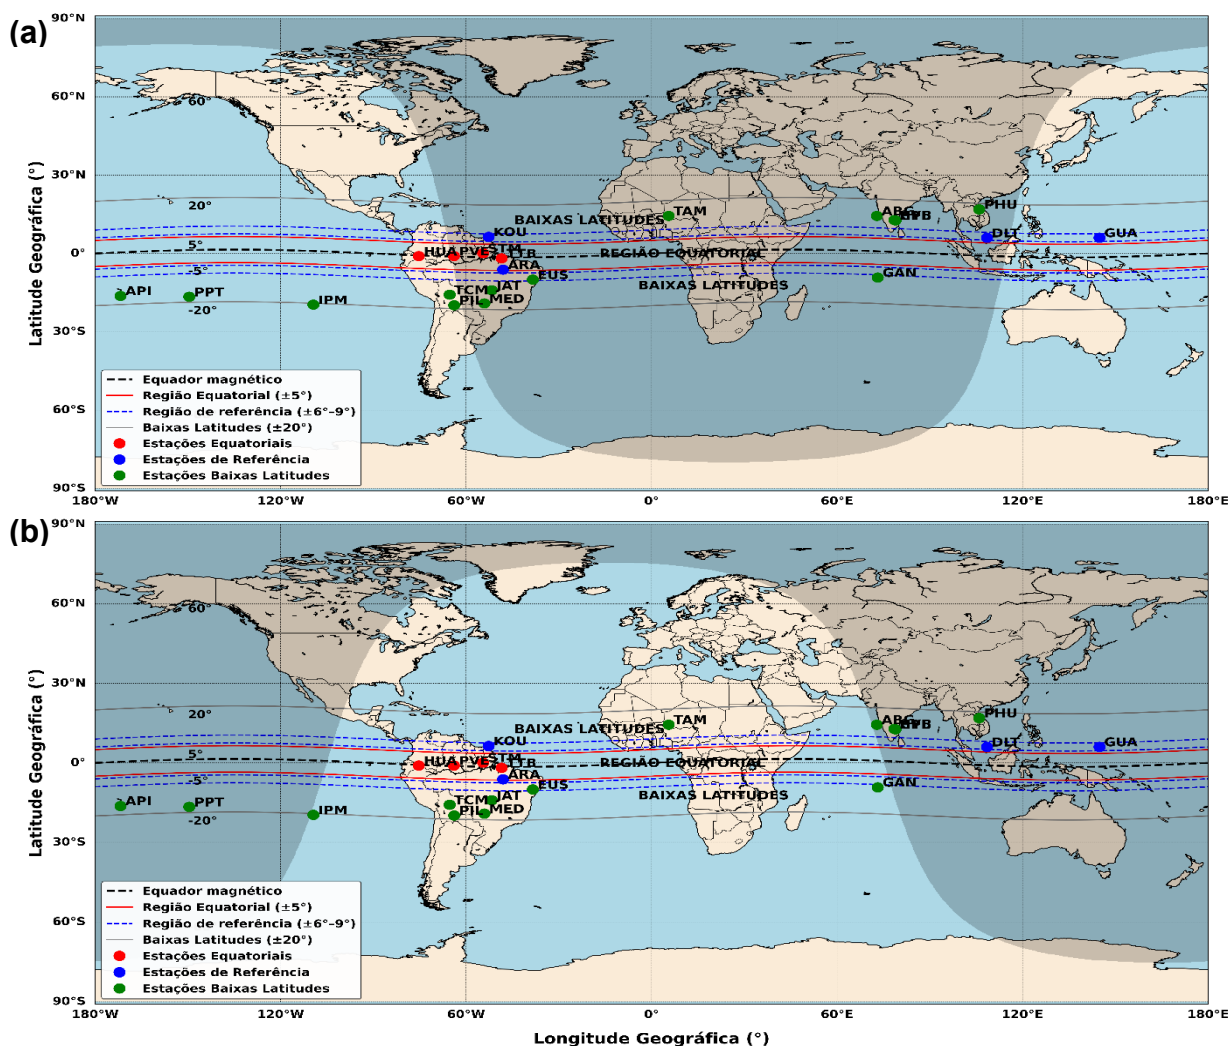 (a)
90°N
60°N
60°
30°N
PHU
TAM
ABG
20°
BAIXAS LATITUDES
KOU
DLT
GUA
5°
STM
HUA
PVE
TTB
REGIÃO EQUATORIAL
0°
ARA
-5°
EUS
GAN
API
PPT
IPM
TCM
JAT
BAIXAS LATITUDES
PIL
MED
-20°
30°S
60°S
90°S
Latitude Geográfica (°)
Equador magnético
Região Equatorial (±5°)
Região de referência (±6°–9°)
Baixas Latitudes (±20°)
Estações Equatoriais
Estações de Referência
Estações Baixas Latitudes
180°W
120°W
60°W
0°
60°E
120°E
180°E
(b)
90°N
60°N
60°
30°N
PHU
TAM
ABG
20°
BAIXAS LATITUDES
KOU
DLT
GUA
5°
STM
HUA
PVE
TTB
REGIÃO EQUATORIAL
0°
ARA
-5°
EUS
GAN
API
PPT
IPM
TCM
JAT
BAIXAS LATITUDES
PIL
MED
-20°
30°S
60°S
90°S
Latitude Geográfica (°)
Equador magnético
Região Equatorial (±5°)
Região de referência (±6°–9°)
Baixas Latitudes (±20°)
Estações Equatoriais
Estações de Referência
Estações Baixas Latitudes
180°W
120°W
60°W
0°
60°E
120°E
180°E
Longitude Geográfica (°)